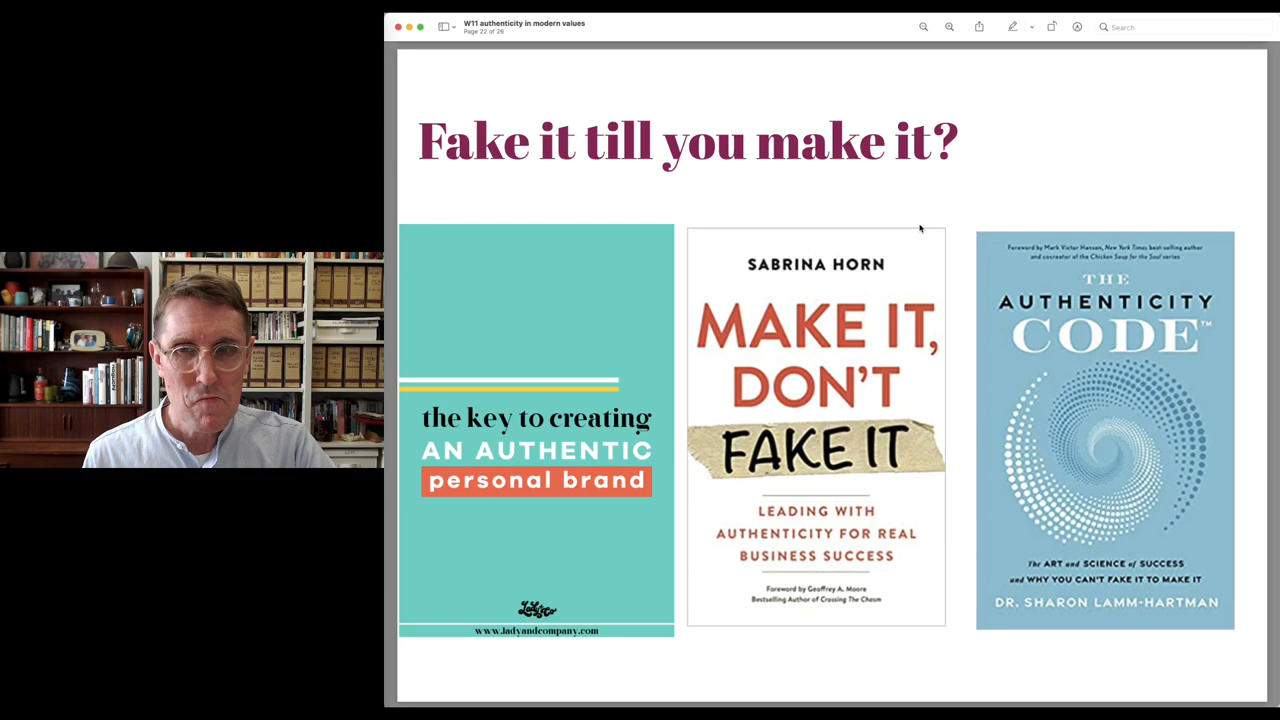 W11 authenticity in modern values
Page 22 of 26
Search
Fake it till you make it?
the key to creating
AN AUTHENTIC
personal brand
Lady & Co
www.ladyandcompany.com
SABRINA HORN
MAKE IT,
DON'T
FAKE IT
LEADING WITH
AUTHENTICITY FOR REAL
BUSINESS SUCCESS
Foreword by Geoffrey A. Moore
Bestselling Author of Crossing The Chasm
Foreword by Mark Victor Hansen, New York Times best-selling author
and cocreator of the Chicken Soup for the Soul series
THE
AUTHENTICITY
CODE™
The ART and SCIENCE of SUCCESS
and WHY YOU CAN'T FAKE IT TO MAKE IT
DR. SHARON LAMM-HARTMAN